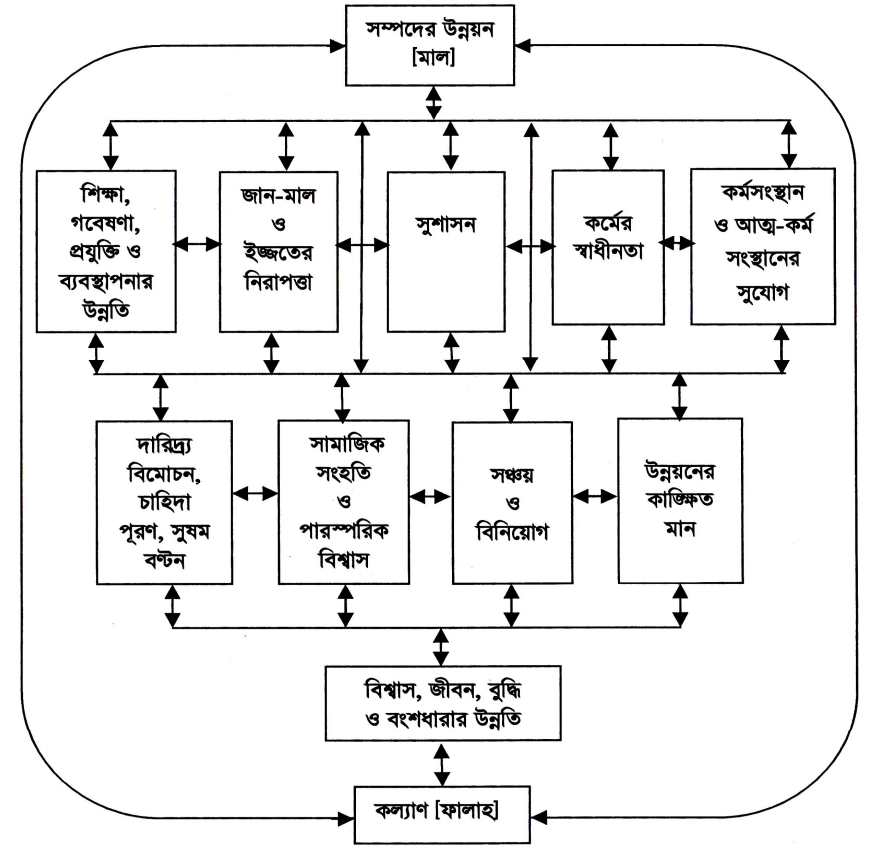 সম্পদের উন্নয়ন
[মাল]
শিক্ষা,
গবেষণা,
প্রযুক্তি ও
ব্যবস্থাপনার
উন্নতি
জান-মাল
ও
ইজ্জতের
নিরাপত্তা
সুশাসন
কর্মের
স্বাধীনতা
কর্মসংস্থান
ও আত্ম-কর্ম
সংস্থানের
সুযোগ
দারিদ্র্য
বিমোচন,
চাহিদা
পূরণ, সুষম
বণ্টন
সামাজিক
সংহতি
ও
পারস্পরিক
বিশ্বাস
সঞ্চয়
ও
বিনিয়োগ
উন্নয়নের
কাঙ্ক্ষিত
মান
বিশ্বাস, জীবন, বুদ্ধি
ও বংশধারার উন্নতি
কল্যাণ [ফালাহ]